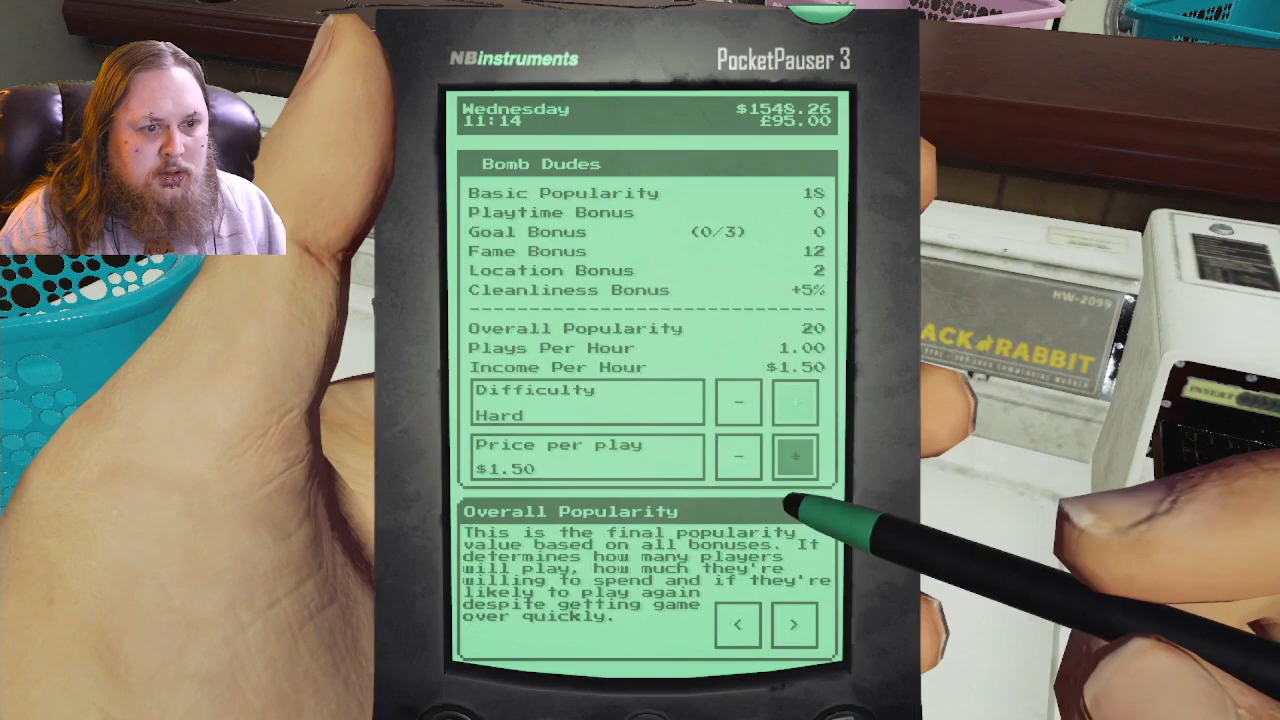 NBinstruments
PocketPauser 3
Wednesday $1548.26
11:14 £95.00
Bomb Dudes
Basic Popularity 18
Playtime Bonus 0
Goal Bonus (0/3) 0
Fame Bonus 12
Location Bonus 2
Cleanliness Bonus +5%
Overall Popularity 20
Plays Per Hour 1.00
Income Per Hour $1.50
Difficulty
Hard
- +
Price per play
$1.50
- +
Overall Popularity
This is the final popularity
value based on all bonuses. It
determines how many players
will play, how much they're
willing to spend and if they're
likely to play again
despite getting game
over quickly.
< >
HW-2099
ACK RABBIT
INSERT